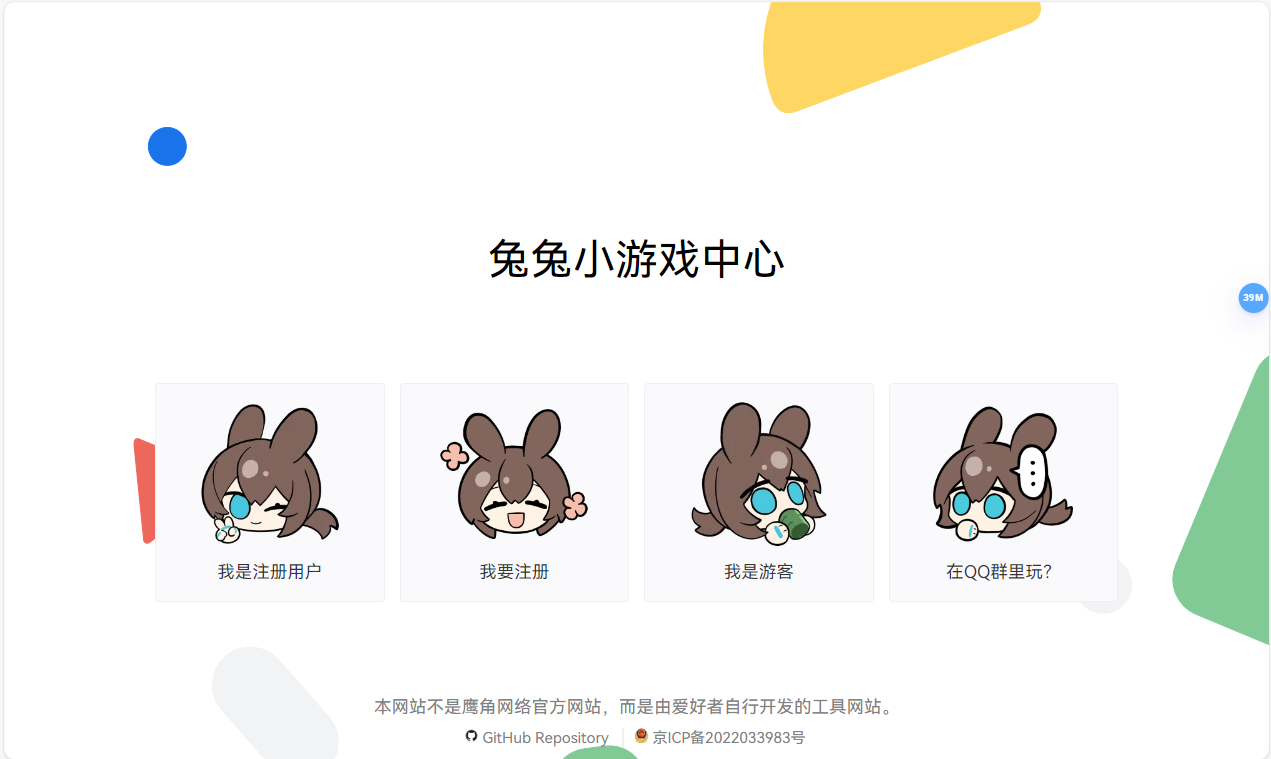 兔兔小游戏中心
39M
我是注册用户
我要注册
我是游客
在QQ群里玩?
本网站不是鹰角网络官方网站，而是由爱好者自行开发的工具网站。
GitHub Repository 京ICP备2022033983号